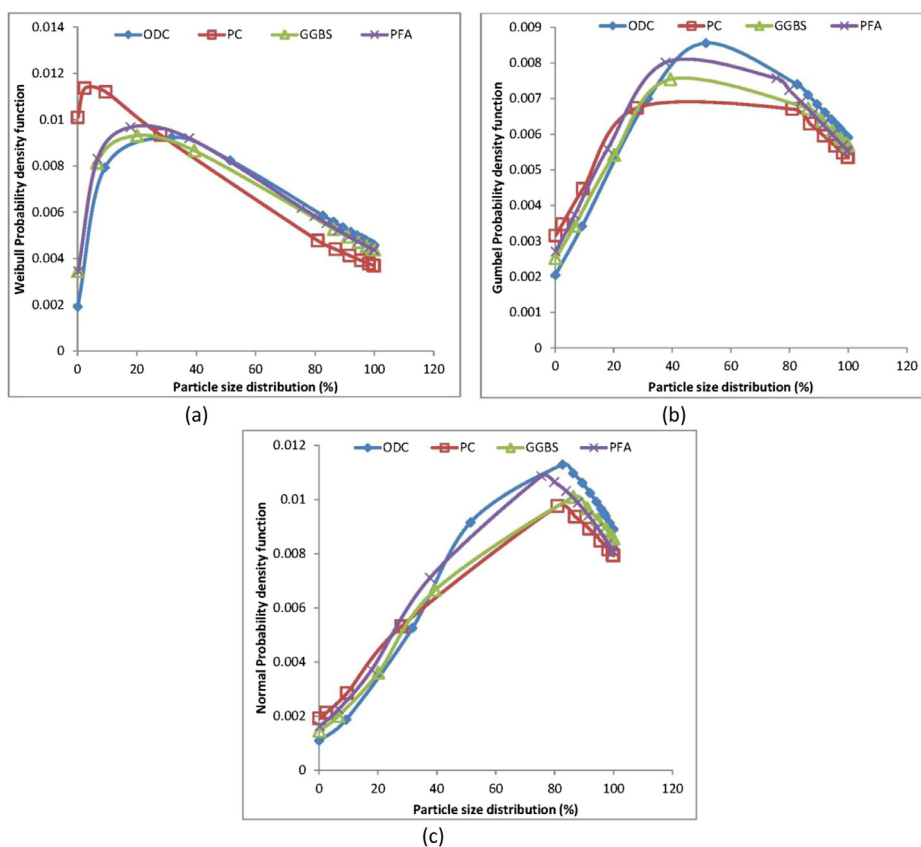 ODC PC GGBS PFA
0.014
0.012
0.01
0.008
0.006
0.004
0.002
0
Weibull Probability density function
0 20 40 60 80 100 120
Particle size distribution (%)
(a)
ODC PC GGBS PFA
0.009
0.008
0.007
0.006
0.005
0.004
0.003
0.002
0.001
0
Gumbel Probability density function
0 20 40 60 80 100 120
Particle size distribution (%)
(b)
ODC PC GGBS PFA
0.012
0.01
0.008
0.006
0.004
0.002
0
Normal Probability density function
0 20 40 60 80 100 120
Particle size distribution (%)
(c)